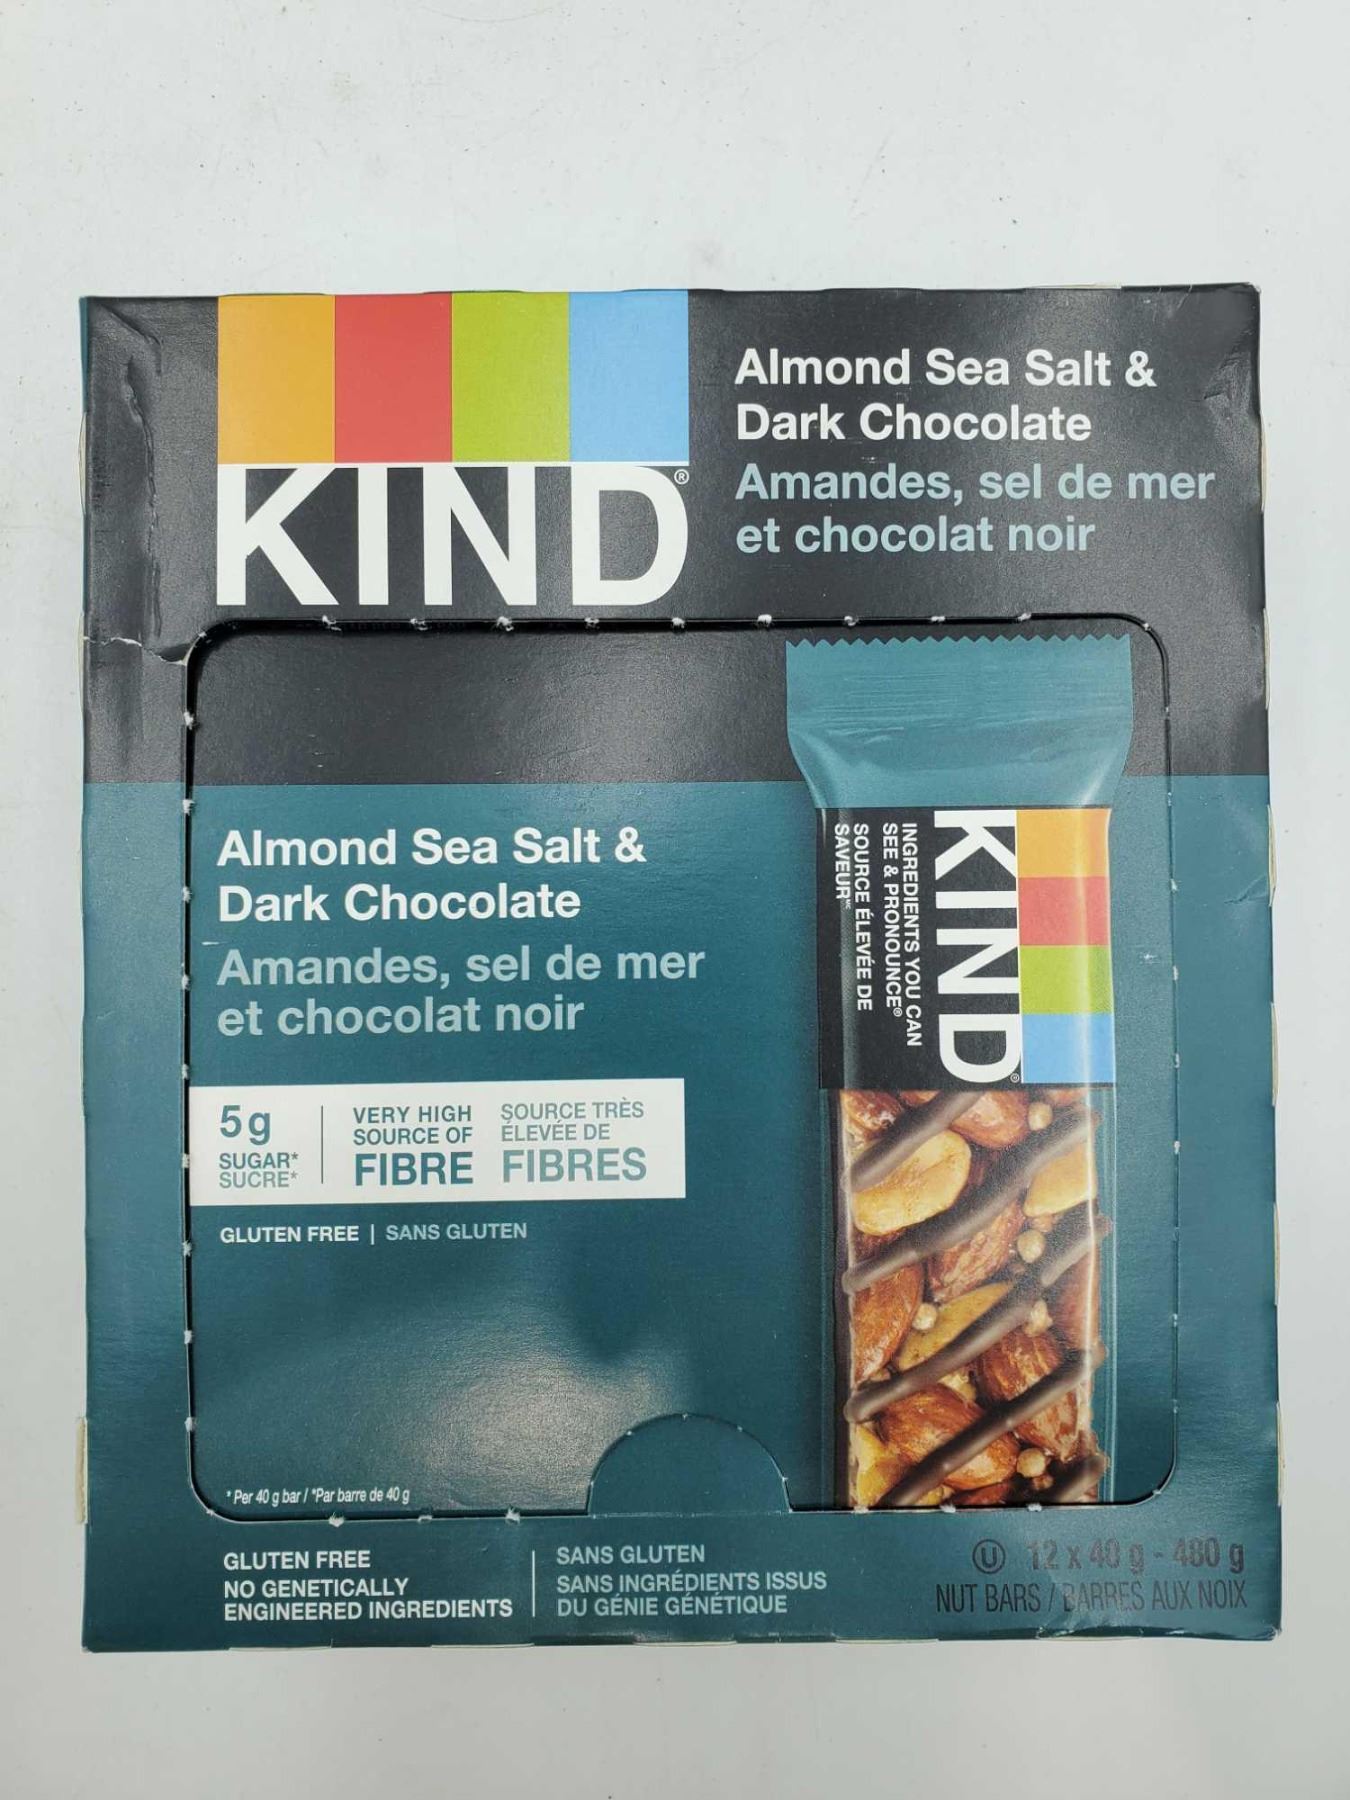 KIND®
Almond Sea Salt &
Dark Chocolate
Amandes, sel de mer
et chocolat noir
Almond Sea Salt &
Dark Chocolate
Amandes, sel de mer
et chocolat noir
5g
SUGAR*
SUCRE*
VERY HIGH
SOURCE OF
FIBRE
SOURCE TRÈS
ÉLEVÉE DE
FIBRES
GLUTEN FREE | SANS GLUTEN
KIND®
INGREDIENTS YOU CAN
SEE & PRONOUNCE®
SOURCE ÉLEVÉE DE
SAVEUR MC
* Per 40 g bar / *Par barre de 40 g
GLUTEN FREE
NO GENETICALLY
ENGINEERED INGREDIENTS
SANS GLUTEN
SANS INGRÉDIENTS ISSUS
DU GÉNIE GÉNÉTIQUE
U 12 x 40 g - 480 g
NUT BARS / BARRES AUX NOIX